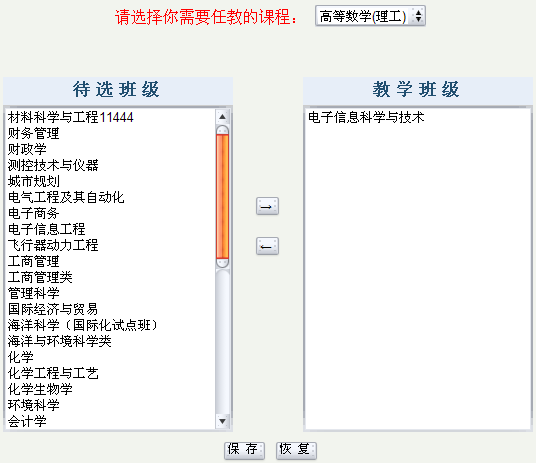 请选择你需要任教的课程： 高等数学(理工)
待选班级
材料科学与工程11444
财务管理
财政学
测控技术与仪器
城市规划
电气工程及其自动化
电子商务
电子信息工程
飞行器动力工程
工商管理
工商管理类
管理科学
国际经济与贸易
海洋科学（国际化试点班）
海洋与环境科学类
化学
化学工程与工艺
化学生物学
环境科学
会计学
→
←
教学班级
电子信息科学与技术
保存 恢复